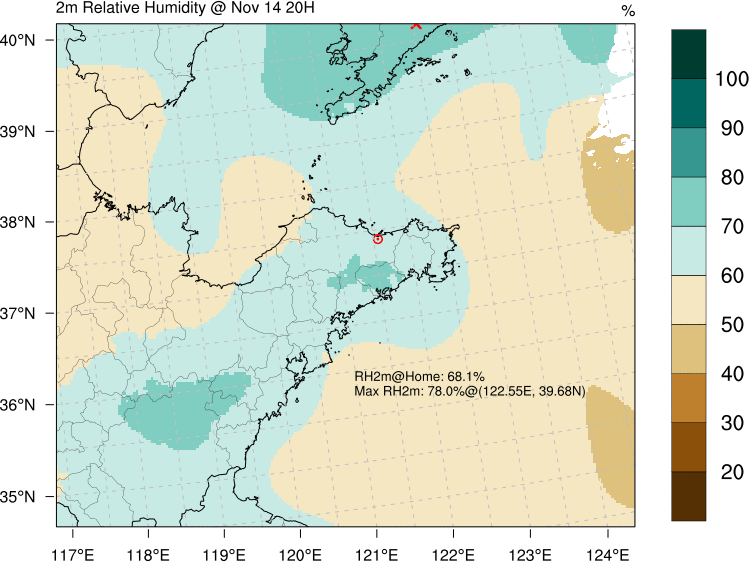 2m Relative Humidity @ Nov 14 20H
%
40°N
39°N
38°N
37°N
36°N
35°N
RH2m@Home: 68.1%
Max RH2m: 78.0%@(122.55E, 39.68N)
117°E 118°E 119°E 120°E 121°E 122°E 123°E 124°E
100
90
80
70
60
50
40
30
20